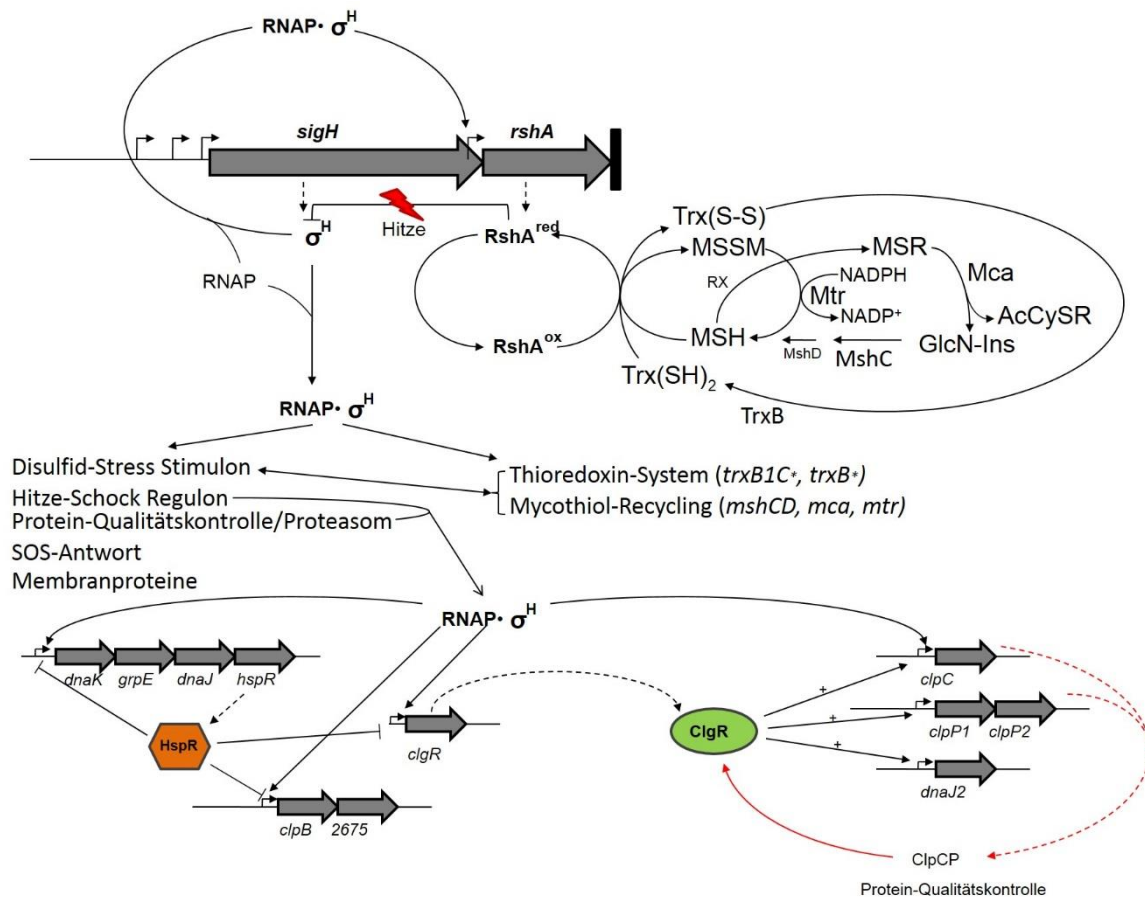 RNAP· σH
sigH
rshA
σH
Hitze
RshAred
RNAP
RshAox
Trx(S-S)
MSSM
MSR
RX
NADPH
Mtr
NADP+
Mca
AcCySR
MSH
MshD
MshC
GlcN-Ins
Trx(SH)2
TrxB
RNAP· σH
Disulfid-Stress Stimulon
Hitze-Schock Regulon
Protein-Qualitätskontrolle/Proteasom
SOS-Antwort
Membranproteine
Thioredoxin-System (trxB1C*, trxB*)
Mycothiol-Recycling (mshCD, mca, mtr)
RNAP· σH
dnaK grpE dnaJ hspR
HspR
clgR
clpB 2675
ClgR
+
+
+
clpC
clpP1 clpP2
dnaJ2
ClpCP
Protein-Qualitätskontrolle